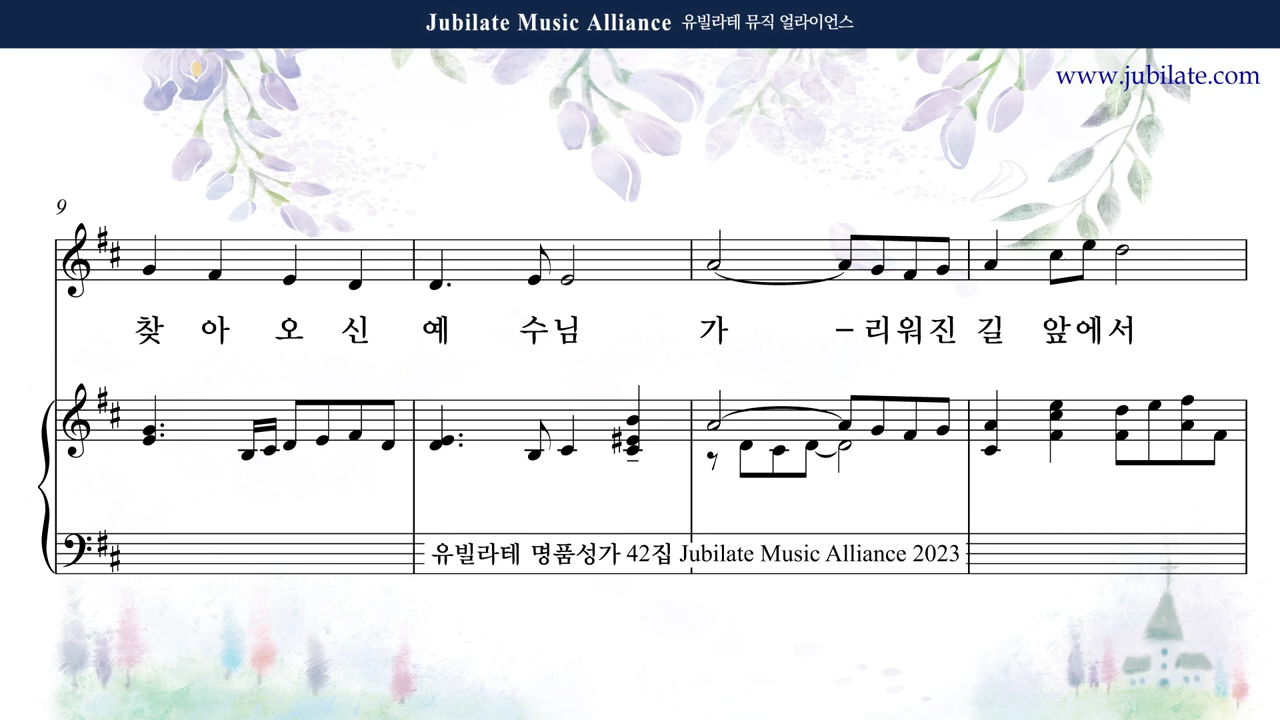 Jubilate Music Alliance 유빌라테 뮤직 얼라이언스
www.jubilate.com
9
찾 아 오 신 예 수님 가 – 리워진 길 앞에서
유빌라테 명품성가 42집 Jubilate Music Alliance 2023